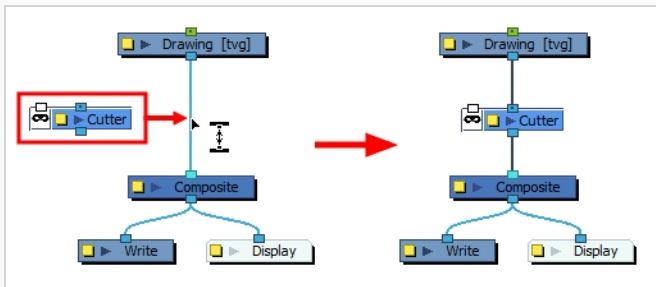 Drawing [tvg]
Drawing [tvg]
Cutter
Cutter
Composite
Composite
Write
Display
Write
Display